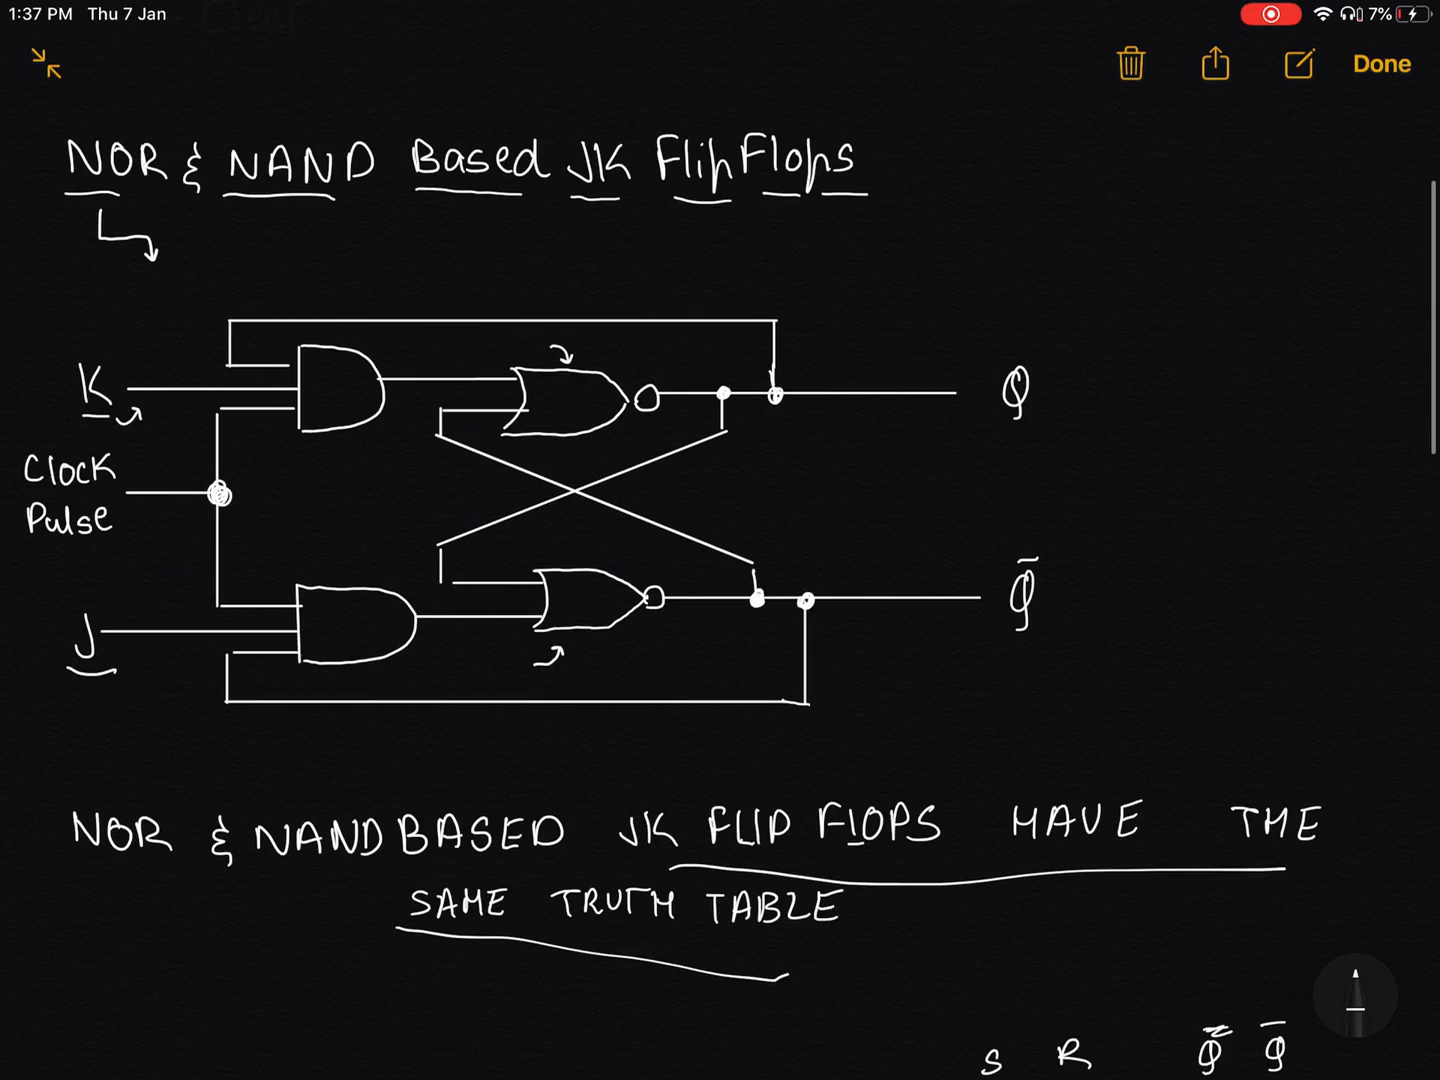 1:37 PM Thu 7 Jan
7%
Done
NOR & NAND Based JK FlipFlops
K
Q
Clock
Pulse
Q̄
J
NOR & NAND BASED JK FLIP FLOPS HAVE THE
SAME TRUTH TABLE
S R Q Q̄